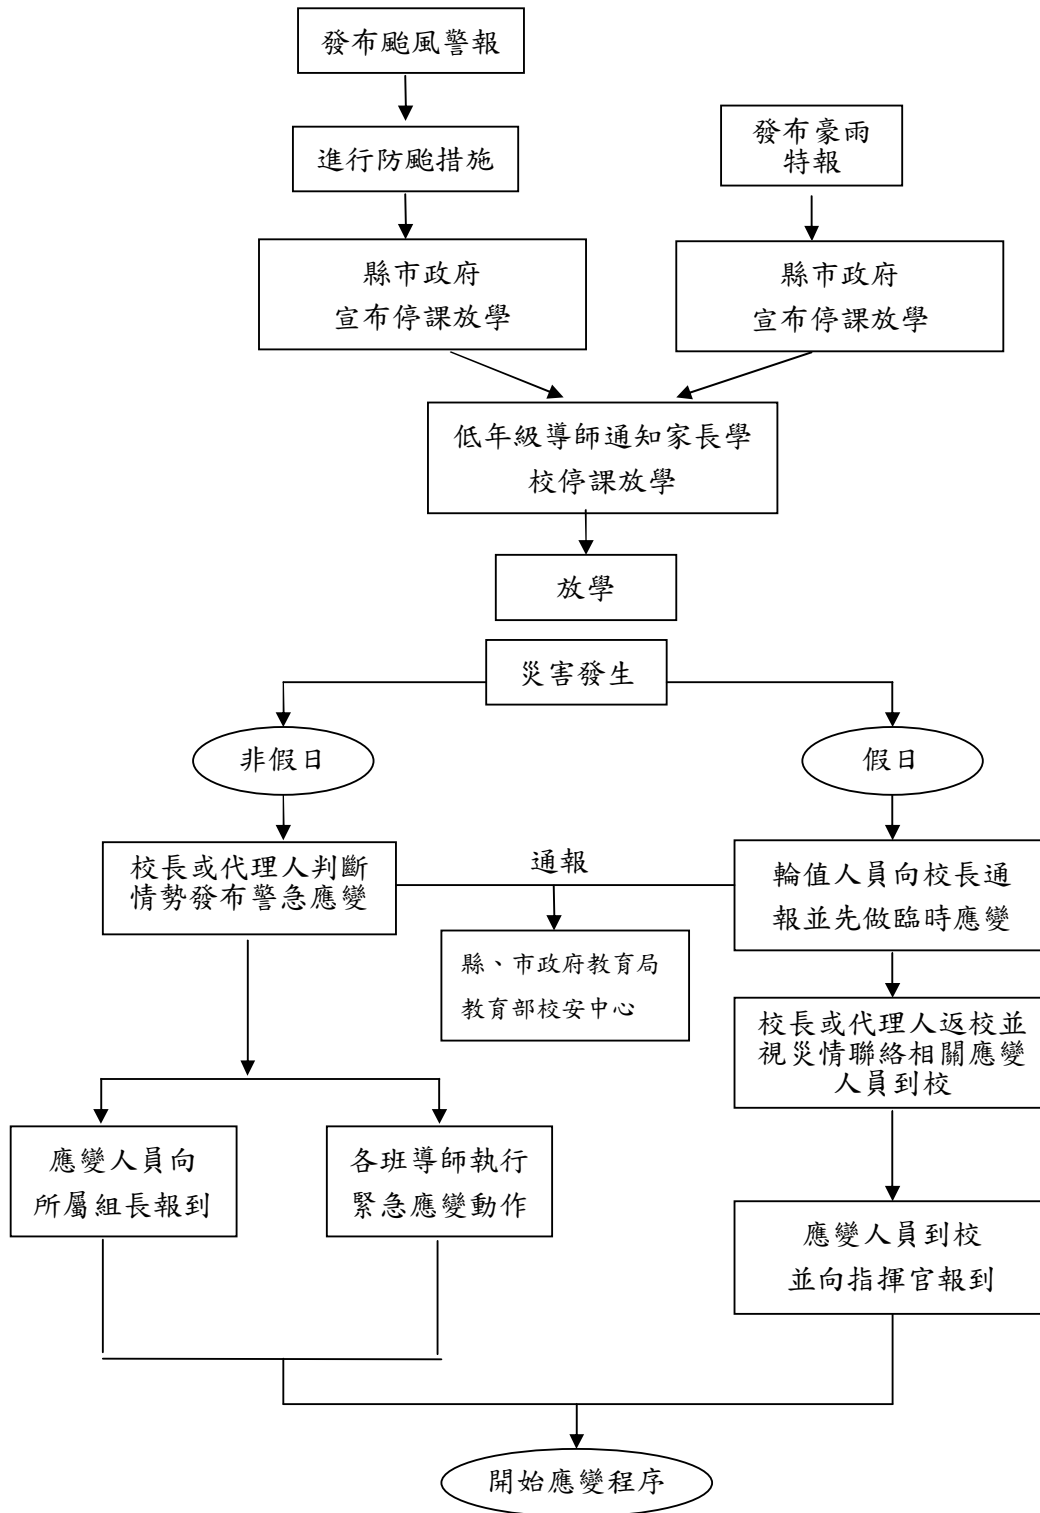 發布颱風警報
進行防颱措施
發布豪雨
特報
縣市政府
宣布停課放學
縣市政府
宣布停課放學
低年級導師通知家長學
校停課放學
放學
災害發生
非假日
假日
校長或代理人判斷
情勢發布警急應變
通報
輪值人員向校長通
報並先做臨時應變
縣、市政府教育局
教育部校安中心
校長或代理人返校並
視災情聯絡相關應變
人員到校
應變人員向
所屬組長報到
各班導師執行
緊急應變動作
應變人員到校
並向指揮官報到
開始應變程序